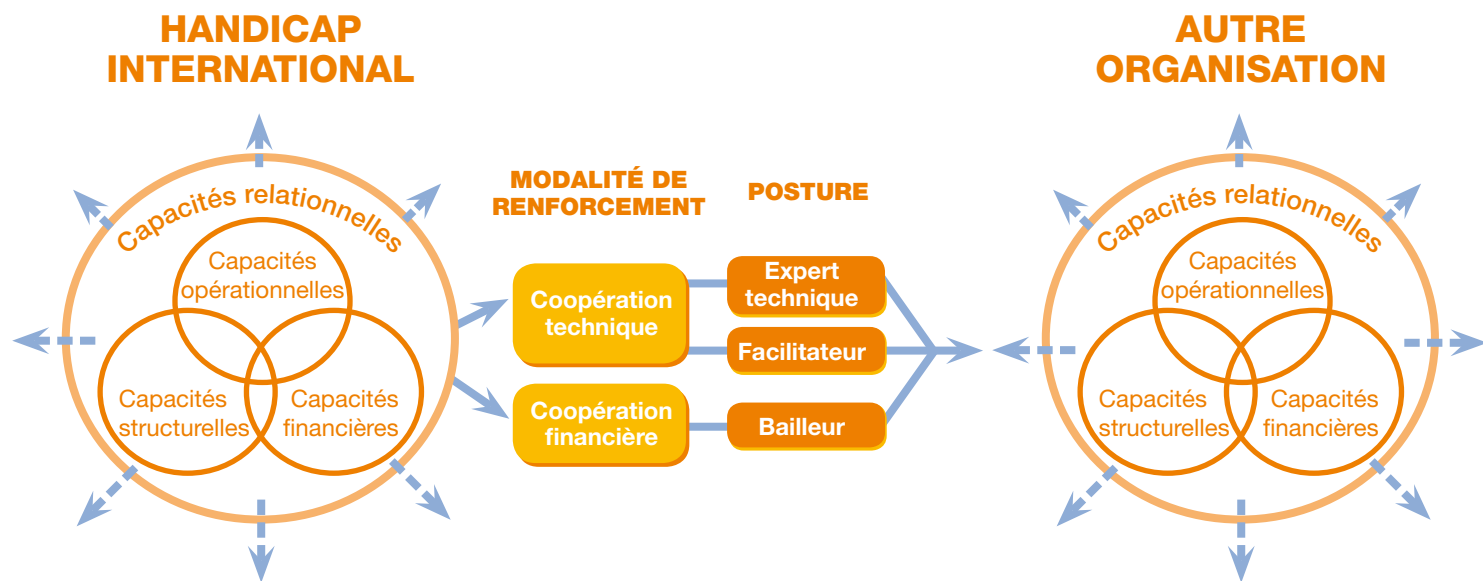 HANDICAP
INTERNATIONAL
Capacités relationnelles
Capacités
opérationnelles
Capacités
structurelles
Capacités
financières
MODALITÉ DE
RENFORCEMENT
POSTURE
Coopération
technique
Expert
technique
Facilitateur
Coopération
financière
Bailleur
AUTRE
ORGANISATION
Capacités relationnelles
Capacités
opérationnelles
Capacités
structurelles
Capacités
financières